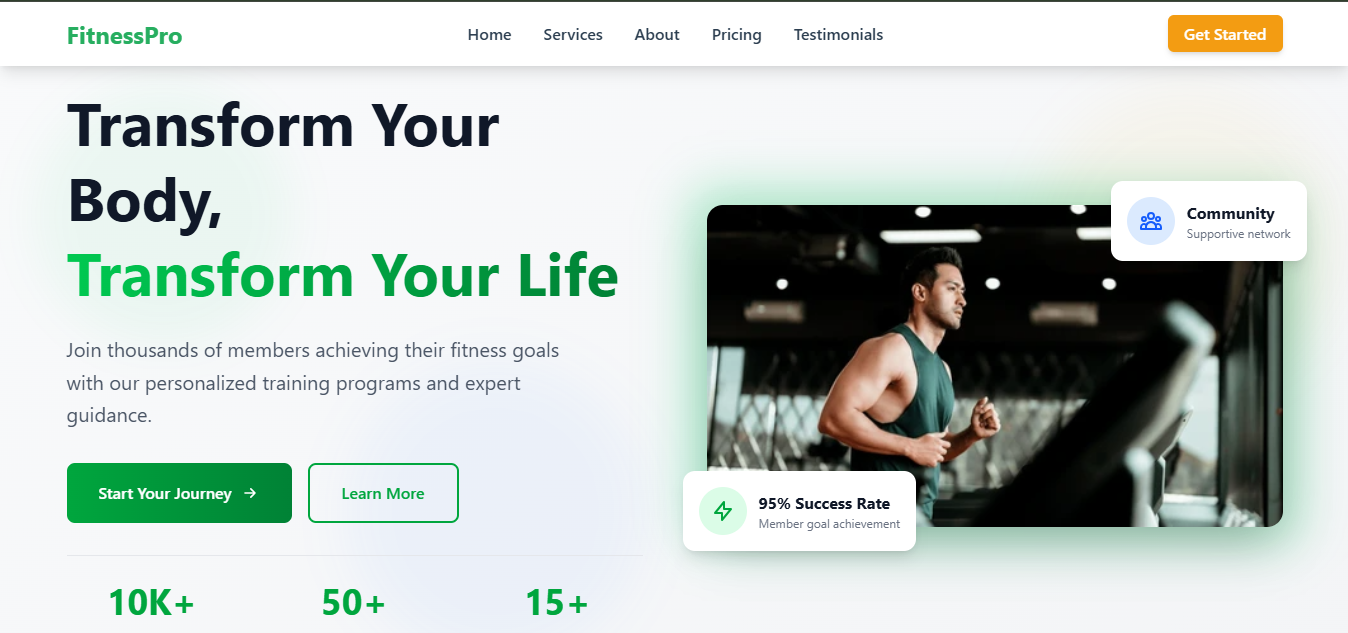 FitnessPro
Home
Services
About
Pricing
Testimonials
Get Started
Transform Your
Body,
Transform Your Life
Join thousands of members achieving their fitness goals
with our personalized training programs and expert
guidance.
Start Your Journey →
Learn More
10K+
50+
15+
Community
Supportive network
95% Success Rate
Member goal achievement